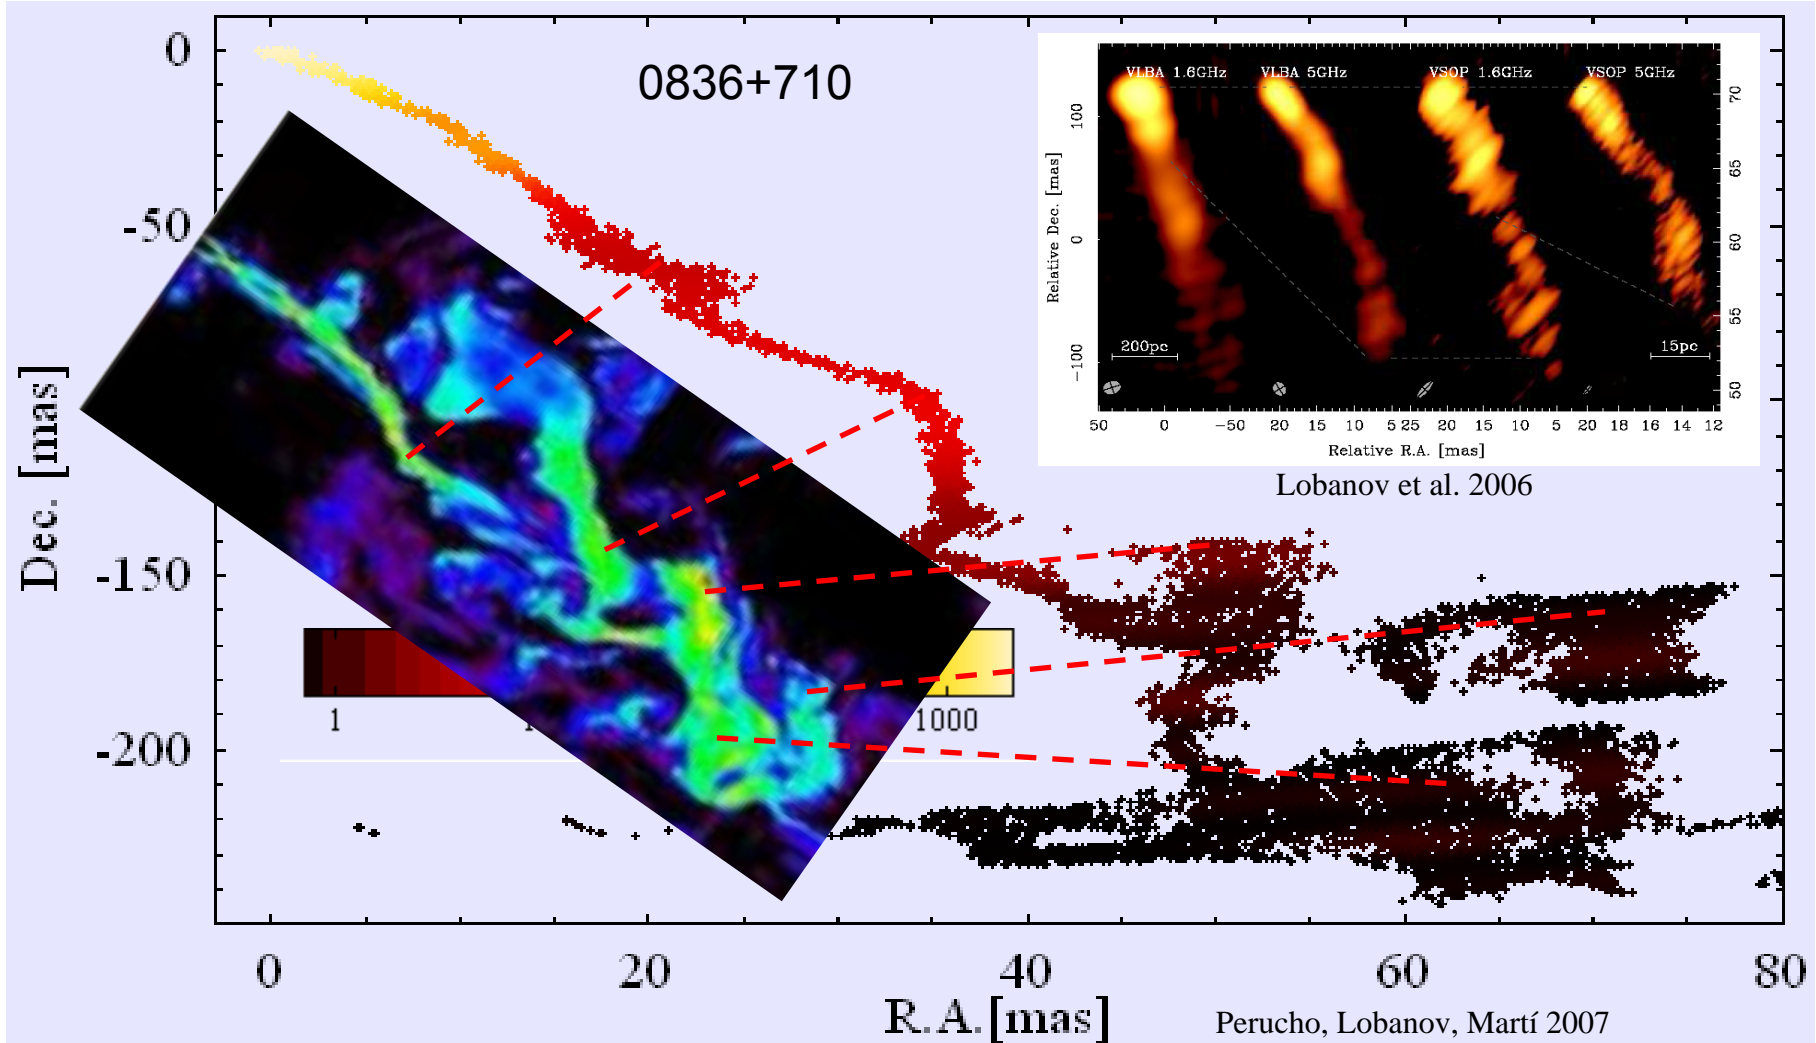 0836+710
0
-50
-150
-200
Dec. [mas]
0 20 40 60 80
R.A.[mas]
1 1000
VLBA 1.6GHz VLBA 5GHz VSOP 1.6GHz VSOP 5GHz
100
0
-100
Relative Dec. [mas]
70
65
60
55
50
200pc 15pc
50 0 -50 20 15 10 5 25 20 15 10 5 20 18 16 14 12
Relative R.A. [mas]
Lobanov et al. 2006
Perucho, Lobanov, Martí 2007